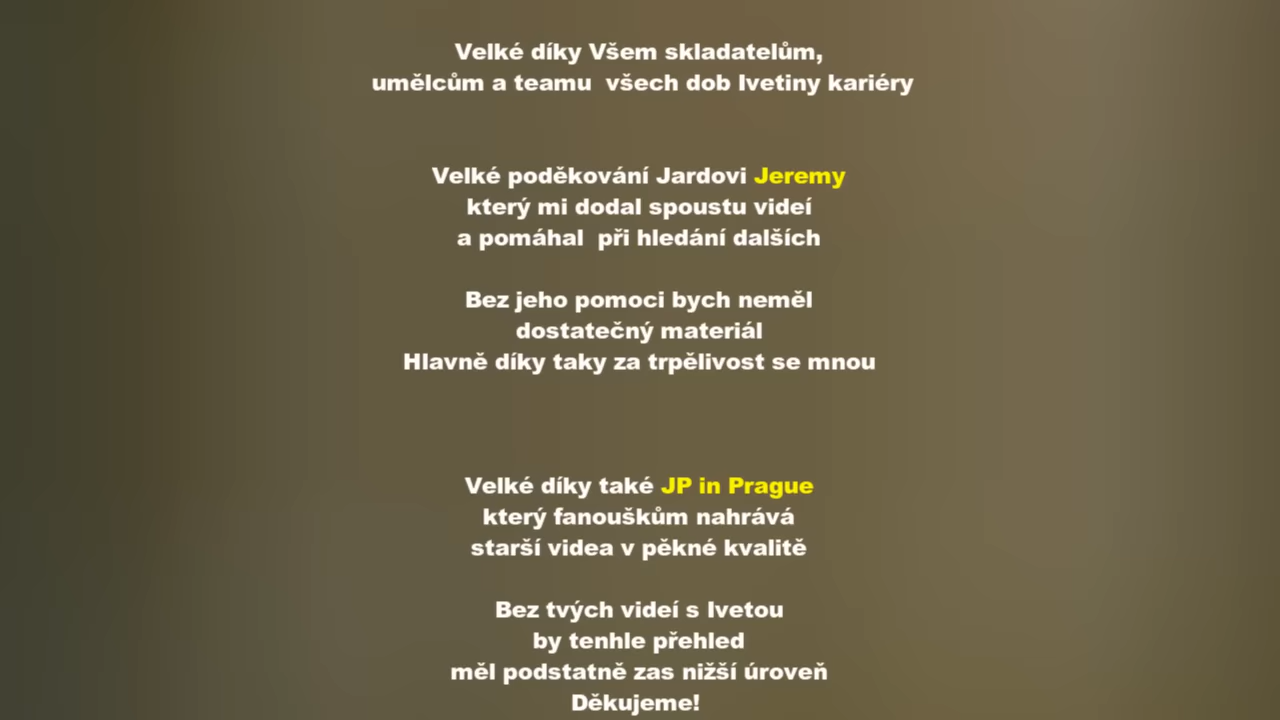 Velké díky Všem skladatelům,
umělcům a teamu  všech dob Ivetiny kariéry
Velké poděkování Jardovi Jeremy
který mi dodal spoustu videí
a pomáhal  při hledání dalších
Bez jeho pomoci bych neměl
dostatečný materiál
Hlavně díky taky za trpělivost se mnou
Velké díky také JP in Prague
který fanouškům nahrává
starší videa v pěkné kvalitě
Bez tvých videí s Ivetou
by tenhle přehled
měl podstatně zas nižší úroveň
Děkujeme!